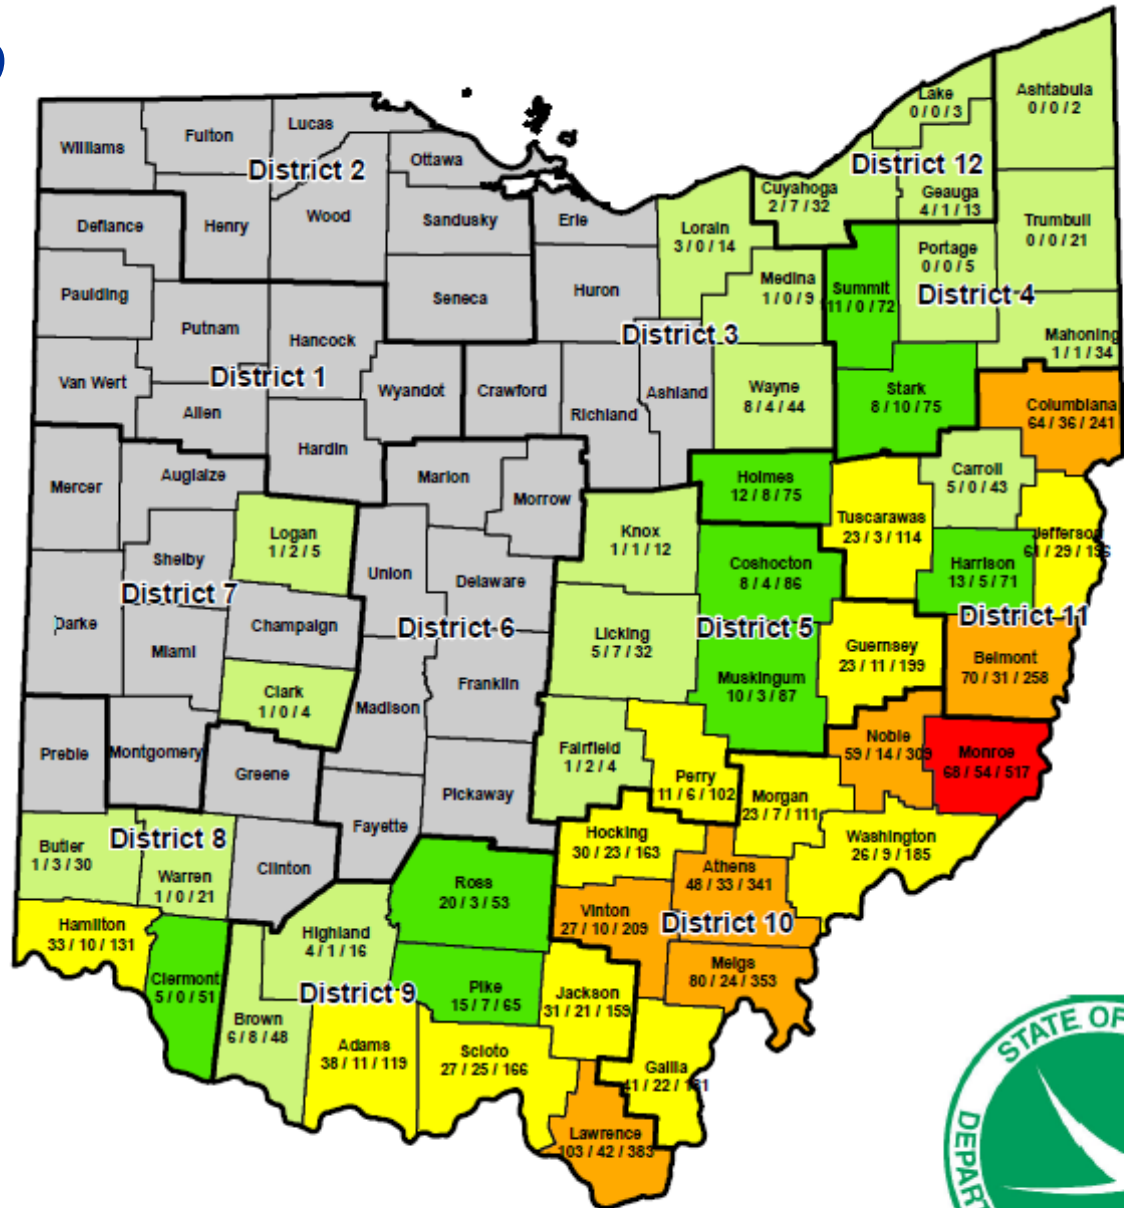 Lake
0 / 0 / 3
Ashtabula
0 / 0 / 2
Williams
Fulton
Lucas
Ottawa
District 2
District 12
Cuyahoga
2 / 7 / 32
Geauga
4 / 1 / 13
Defiance
Henry
Wood
Sandusky
Erie
Lorain
3 / 0 / 14
Trumbull
0 / 0 / 21
Portage
0 / 0 / 5
Paulding
Putnam
Seneca
Huron
Medina
1 / 0 / 9
Summit
11 / 0 / 72
District 4
Hancock
District 3
Mahoning
1 / 1 / 34
Van Wert
District 1
Allen
Wyandot
Crawford
Richland
Ashland
Wayne
8 / 4 / 44
Stark
8 / 10 / 75
Columbiana
64 / 36 / 241
Hardin
Mercer
Auglaize
Marion
Morrow
Holmes
12 / 8 / 75
Carroll
5 / 0 / 43
Tuscarawas
23 / 3 / 114
Logan
1 / 2 / 5
Knox
1 / 1 / 12
Jefferson
Shelby
Union
Delaware
Coshocton
8 / 4 / 86
Harrison
13 / 5 / 71
District 7
Darke
Champaign
District 6
Licking
5 / 7 / 32
District 5
District 11
Miami
Guernsey
23 / 11 / 199
Belmont
70 / 31 / 258
Clark
1 / 0 / 4
Franklin
Muskingum
10 / 3 / 87
Madison
Preble
Montgomery
Greene
Fairfield
1 / 2 / 4
Noble
59 / 14 / 309
Monroe
68 / 54 / 517
Pickaway
Perry
11 / 6 / 102
Morgan
23 / 7 / 111
Fayette
Butler
1 / 3 / 30
District 8
Warren
1 / 0 / 21
Clinton
Hocking
30 / 23 / 163
Washington
26 / 9 / 185
Ross
20 / 3 / 53
Athens
48 / 33 / 341
Hamilton
33 / 10 / 131
Highland
4 / 1 / 16
Vinton
27 / 10 / 209
District 10
Clermont
5 / 0 / 51
District 9
Pike
15 / 7 / 65
Jackson
31 / 21 / 159
Meigs
80 / 24 / 353
Brown
6 / 8 / 48
Adams
38 / 11 / 119
Scioto
27 / 25 / 166
Gallia
Lawrence
103 / 42 / 383
STATE OF
DEPAR